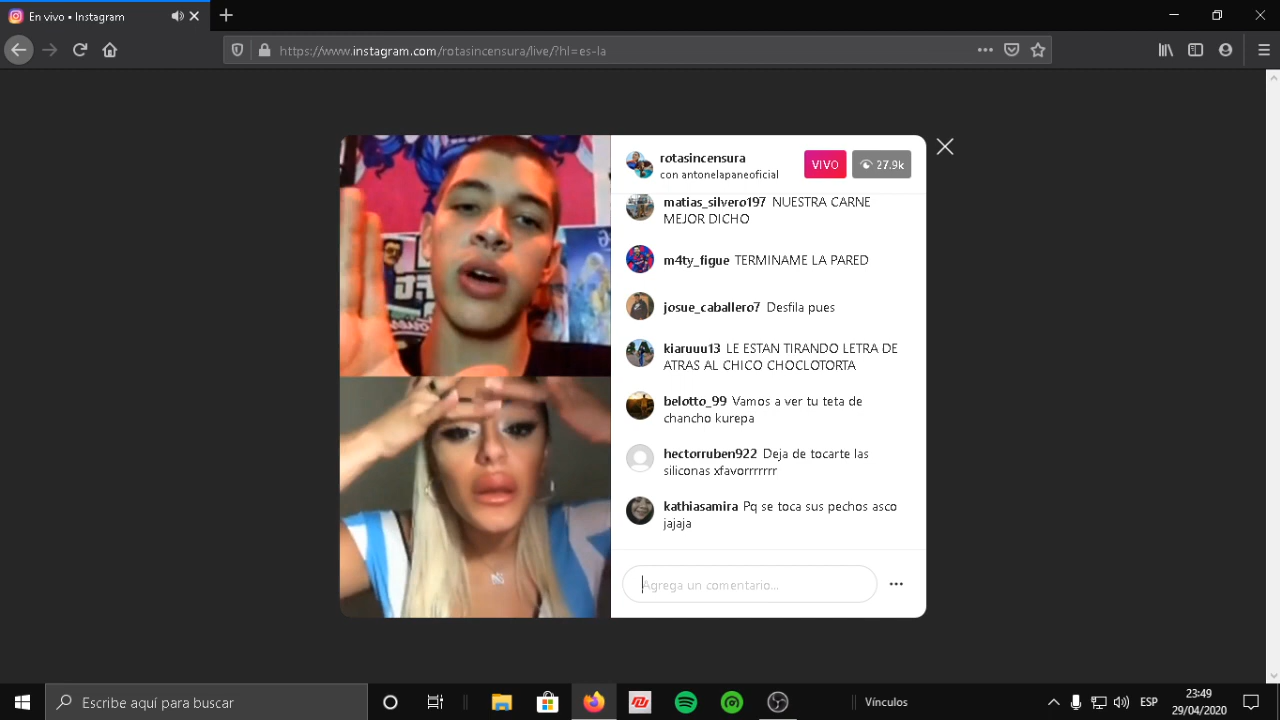 En vivo • Instagram
https://www.instagram.com/rotasincensura/live/?hl=es-la
rotasincensura
con antonelapaneoficial
VIVO
27.9k
matias_silvero197 NUESTRA CARNE
MEJOR DICHO
m4ty_figue TERMINAME LA PARED
josue_caballero7 Desfila pues
kiaruuu13 LE ESTAN TIRANDO LETRA DE
ATRAS AL CHICO CHOCLOTORTA
belotto_99 Vamos a ver tu teta de
chancho kurepa
hectorruben922 Deja de tocarte las
siliconas xfavorrrrrrr
kathiasamira Pq se toca sus pechos asco
jajaja
Agrega un comentario...
Escribe aquí para buscar
Vínculos
ESP
23:49
29/04/2020